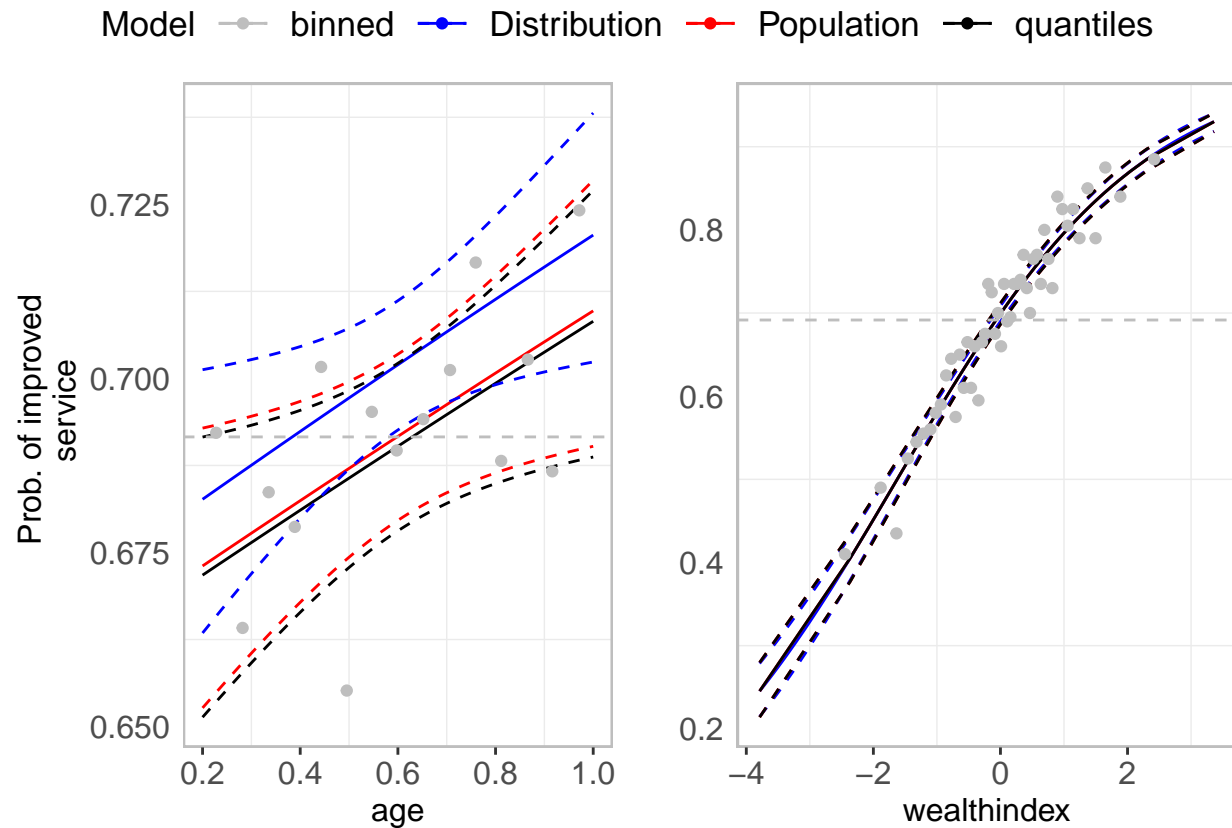 Model binned Distribution Population quantiles
Prob. of improved
service
0.725
0.700
0.675
0.650
0.2 0.4 0.6 0.8 1.0
age
0.8
0.6
0.4
0.2
−4 −2 0 2
wealthindex